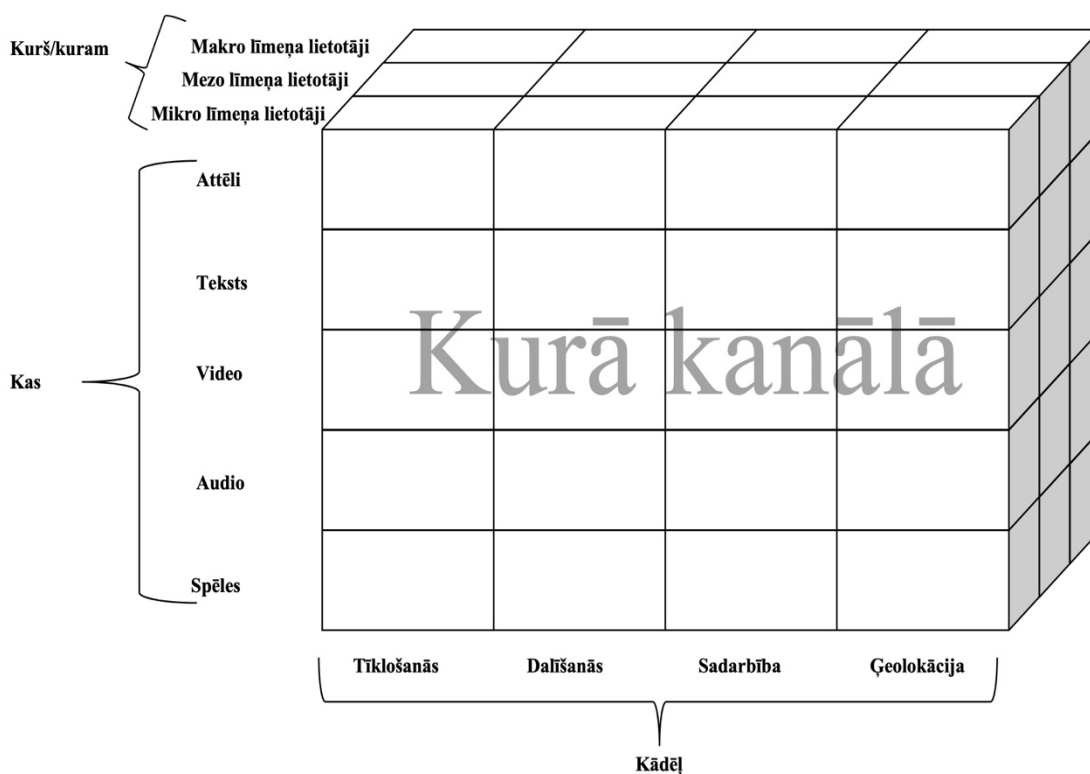 Kurš/kuram
Makro līmeņa lietotāji
Mezo līmeņa lietotāji
Mikro līmeņa lietotāji
Attēli
Teksts
Kurā kanālā
Kas
Video
Audio
Spēles
Tīklošanās
Dalīšanās
Sadarbība
Ģeolokācija
Kādēļ